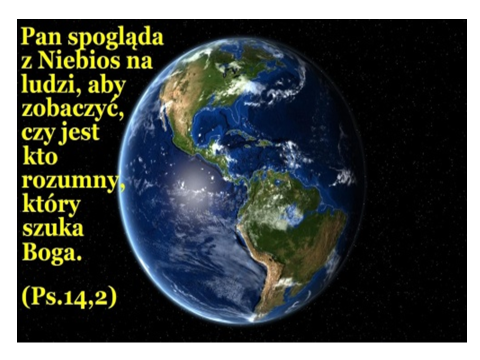 Pan spogląda
z Niebios na
ludzi, aby
zobaczyć,
czy jest
kto
rozumny,
który
szuka
Boga.
(Ps.14,2)